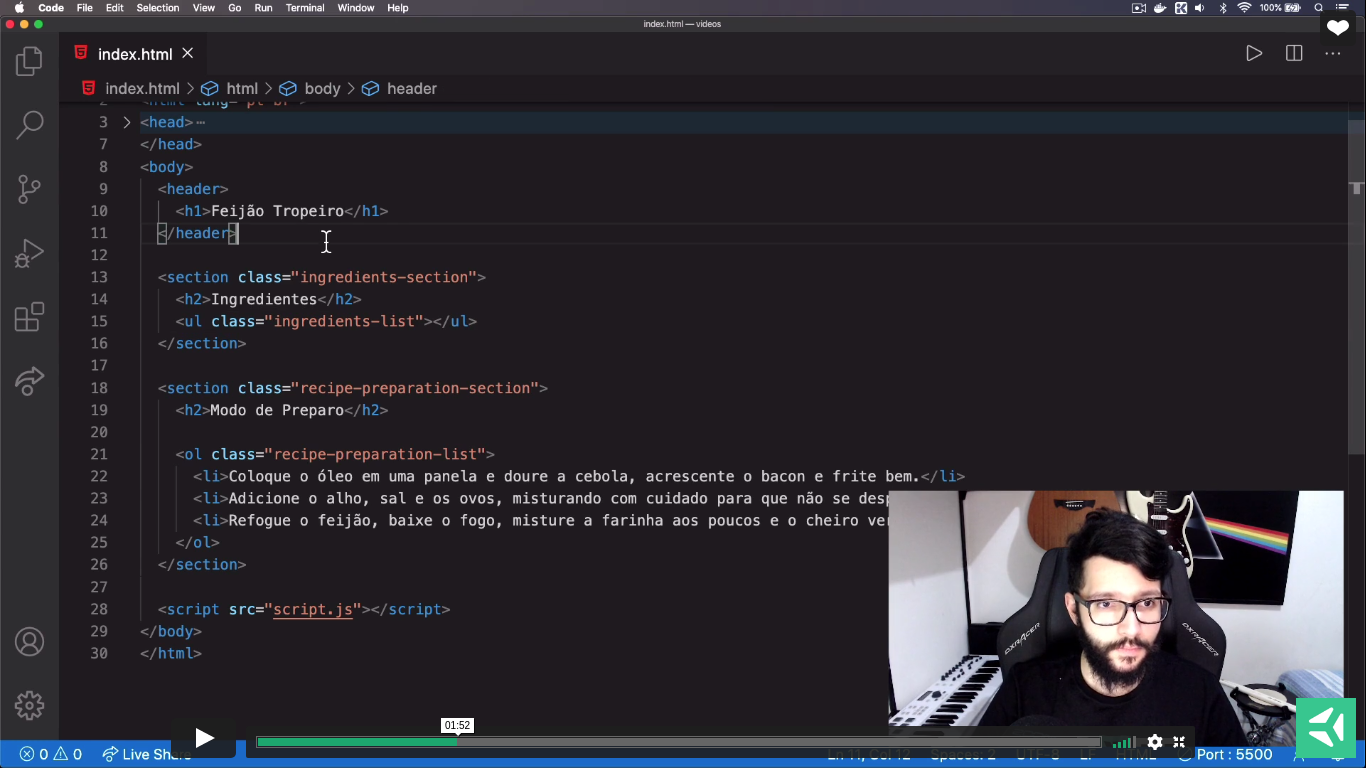 Code File Edit Selection View Go Run Terminal Window Help 100%
index.html — videos
index.html
index.html > html > body > header
2 <html lang="pt-br">
3 <head>
7 </head>
8 <body>
9 <header>
10 <h1>Feijão Tropeiro</h1>
11 </header>
12
13 <section class="ingredients-section">
14 <h2>Ingredientes</h2>
15 <ul class="ingredients-list"></ul>
16 </section>
17
18 <section class="recipe-preparation-section">
19 <h2>Modo de Preparo</h2>
20
21 <ol class="recipe-preparation-list">
22 <li>Coloque o óleo em uma panela e doure a cebola, acrescente o bacon e frite bem.</li>
23 <li>Adicione o alho, sal e os ovos, misturando com cuidado para que não se
24 <li>Refogue o feijão, baixe o fogo, misture a farinha aos poucos e o cheiro
25 </ol>
26 </section>
27
28 <script src="script.js"></script>
29 </body>
30 </html>
DXRACER DXRACER
01:52
0 0 Live Share Ln 11, Col 12 Spaces: 2 UTF-8 LF HTML Port : 5500